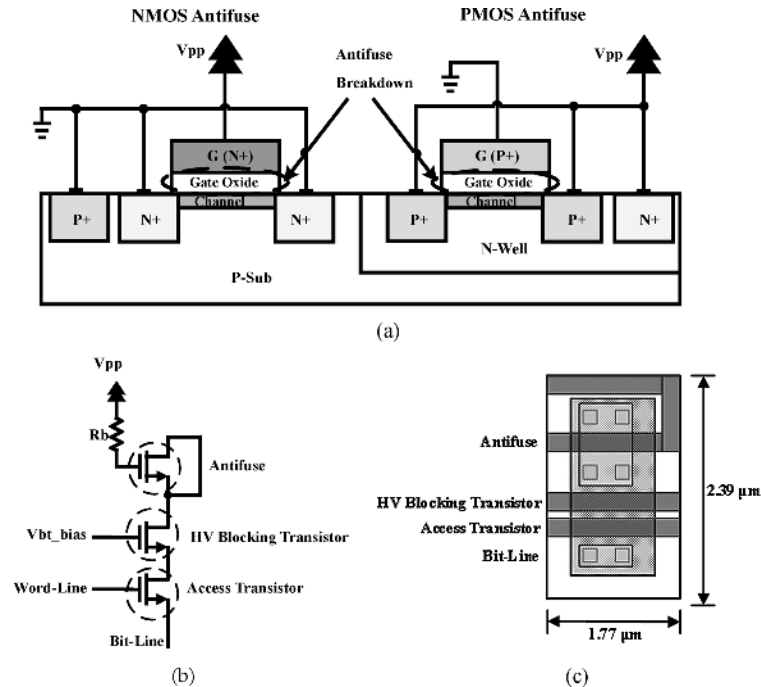 NMOS Antifuse
PMOS Antifuse
Vpp
Antifuse
Breakdown
Vpp
G (N+)
Gate Oxide
Channel
G (P+)
Gate Oxide
Channel
P+
N+
N+
P+
P+
N+
N-Well
P-Sub
(a)
Vpp
Rb
Antifuse
Vbt_bias
HV Blocking Transistor
Word-Line
Access Transistor
Bit-Line
(b)
Antifuse
HV Blocking Transistor
Access Transistor
Bit-Line
2.39 μm
1.77 μm
(c)